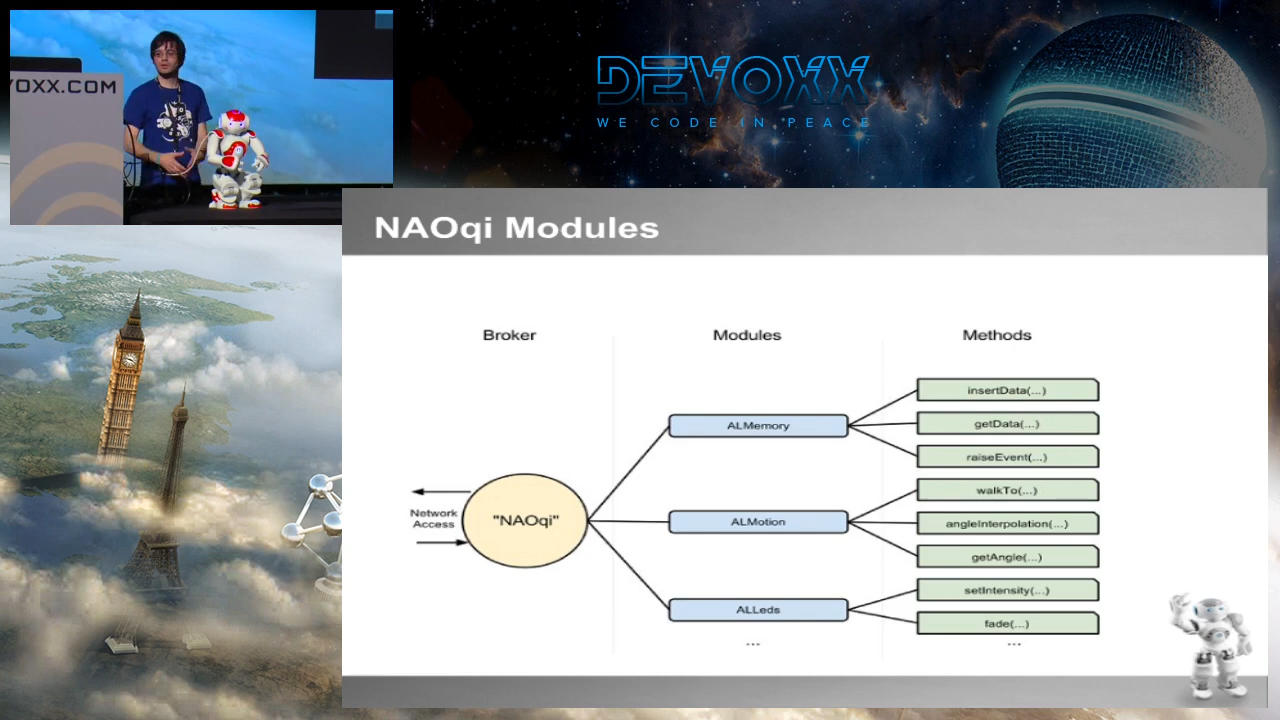 YOXX.COM
DEVOXX
WE CODE IN PEACE
NAOqi Modules
Broker
Modules
Methods
insertData(...)
getData(...)
raiseEvent(...)
walkTo(...)
angleInterpolation(...)
getAngle(...)
setIntensity(...)
fade(...)
...
ALMemory
ALMotion
ALLeds
...
Network
Access
"NAOqi"